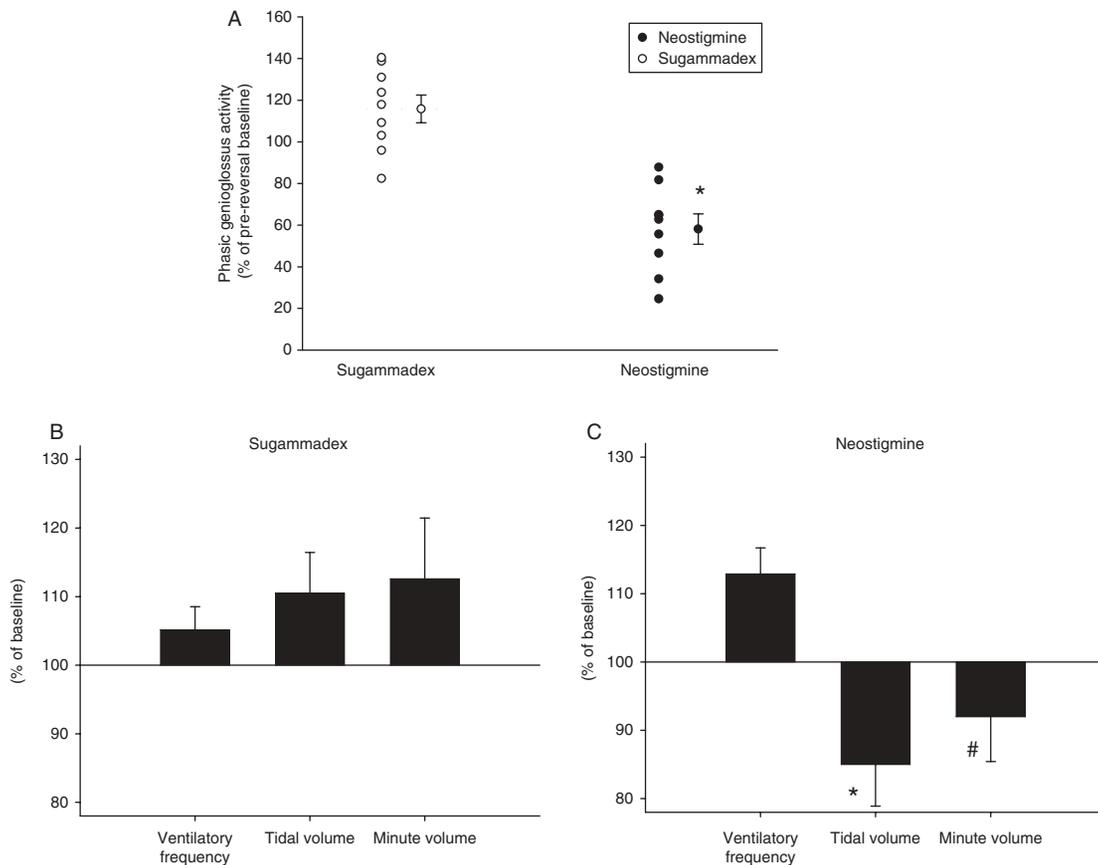 A
160
140
120
100
80
60
40
20
0
Phasic genioglossus activity
(% of pre-reversal baseline)
Neostigmine
Sugammadex
*
Sugammadex
Neostigmine
B
Sugammadex
130
120
110
100
90
80
(% of baseline)
Ventilatory
frequency
Tidal volume
Minute volume
C
Neostigmine
130
120
110
100
90
80
(% of baseline)
*
#
Ventilatory
frequency
Tidal volume
Minute volume